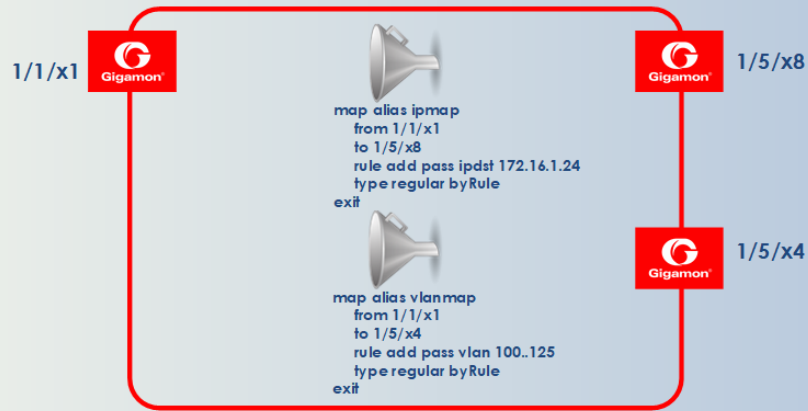 1/1/x1
Gigamon®
map alias ipmap
from 1/1/x1
to 1/5/x8
rule add pass ipdst 172.16.1.24
type regular byRule
exit
Gigamon®
1/5/x8
map alias vlanmap
from 1/1/x1
to 1/5/x4
rule add pass vlan 100..125
type regular byRule
exit
Gigamon®
1/5/x4